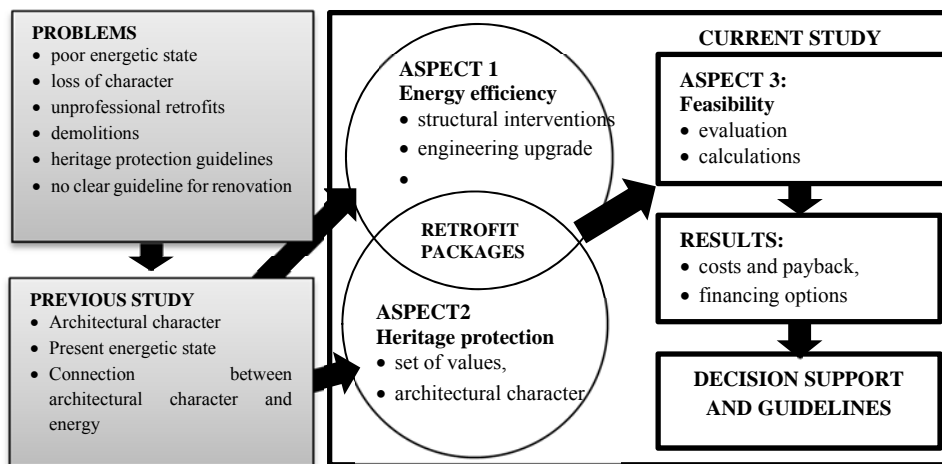 PROBLEMS
• poor energetic state
• loss of character
• unprofessional retrofits
• demolitions
• heritage protection guidelines
• no clear guideline for renovation
PREVIOUS STUDY
• Architectural character
• Present energetic state
• Connection between
architectural character and
energy
ASPECT 1
Energy efficiency
• structural interventions
• engineering upgrade
•
RETROFIT
PACKAGES
ASPECT2
Heritage protection
• set of values,
• architectural character
CURRENT STUDY
ASPECT 3:
Feasibility
• evaluation
• calculations
RESULTS:
• costs and payback,
• financing options
DECISION SUPPORT
AND GUIDELINES